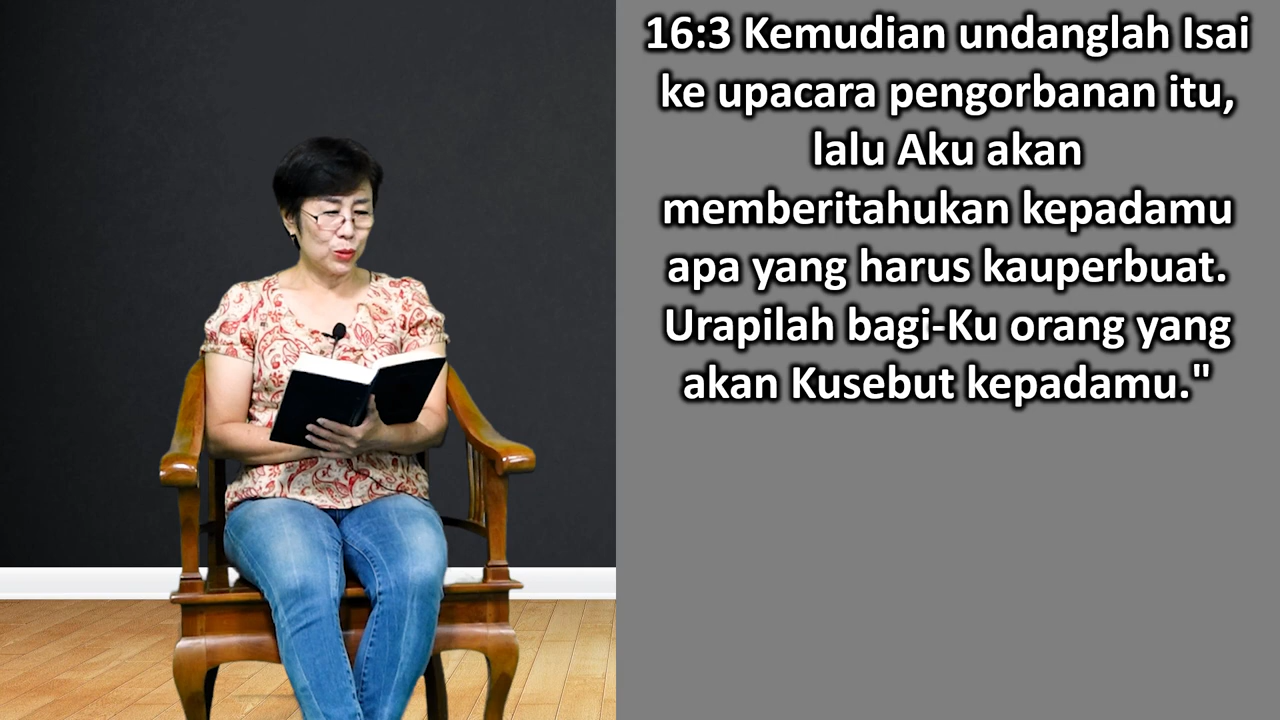 16:3 Kemudian undanglah Isai
ke upacara pengorbanan itu,
lalu Aku akan
memberitahukan kepadamu
apa yang harus kauperbuat.
Urapilah bagi-Ku orang yang
akan Kusebut kepadamu."